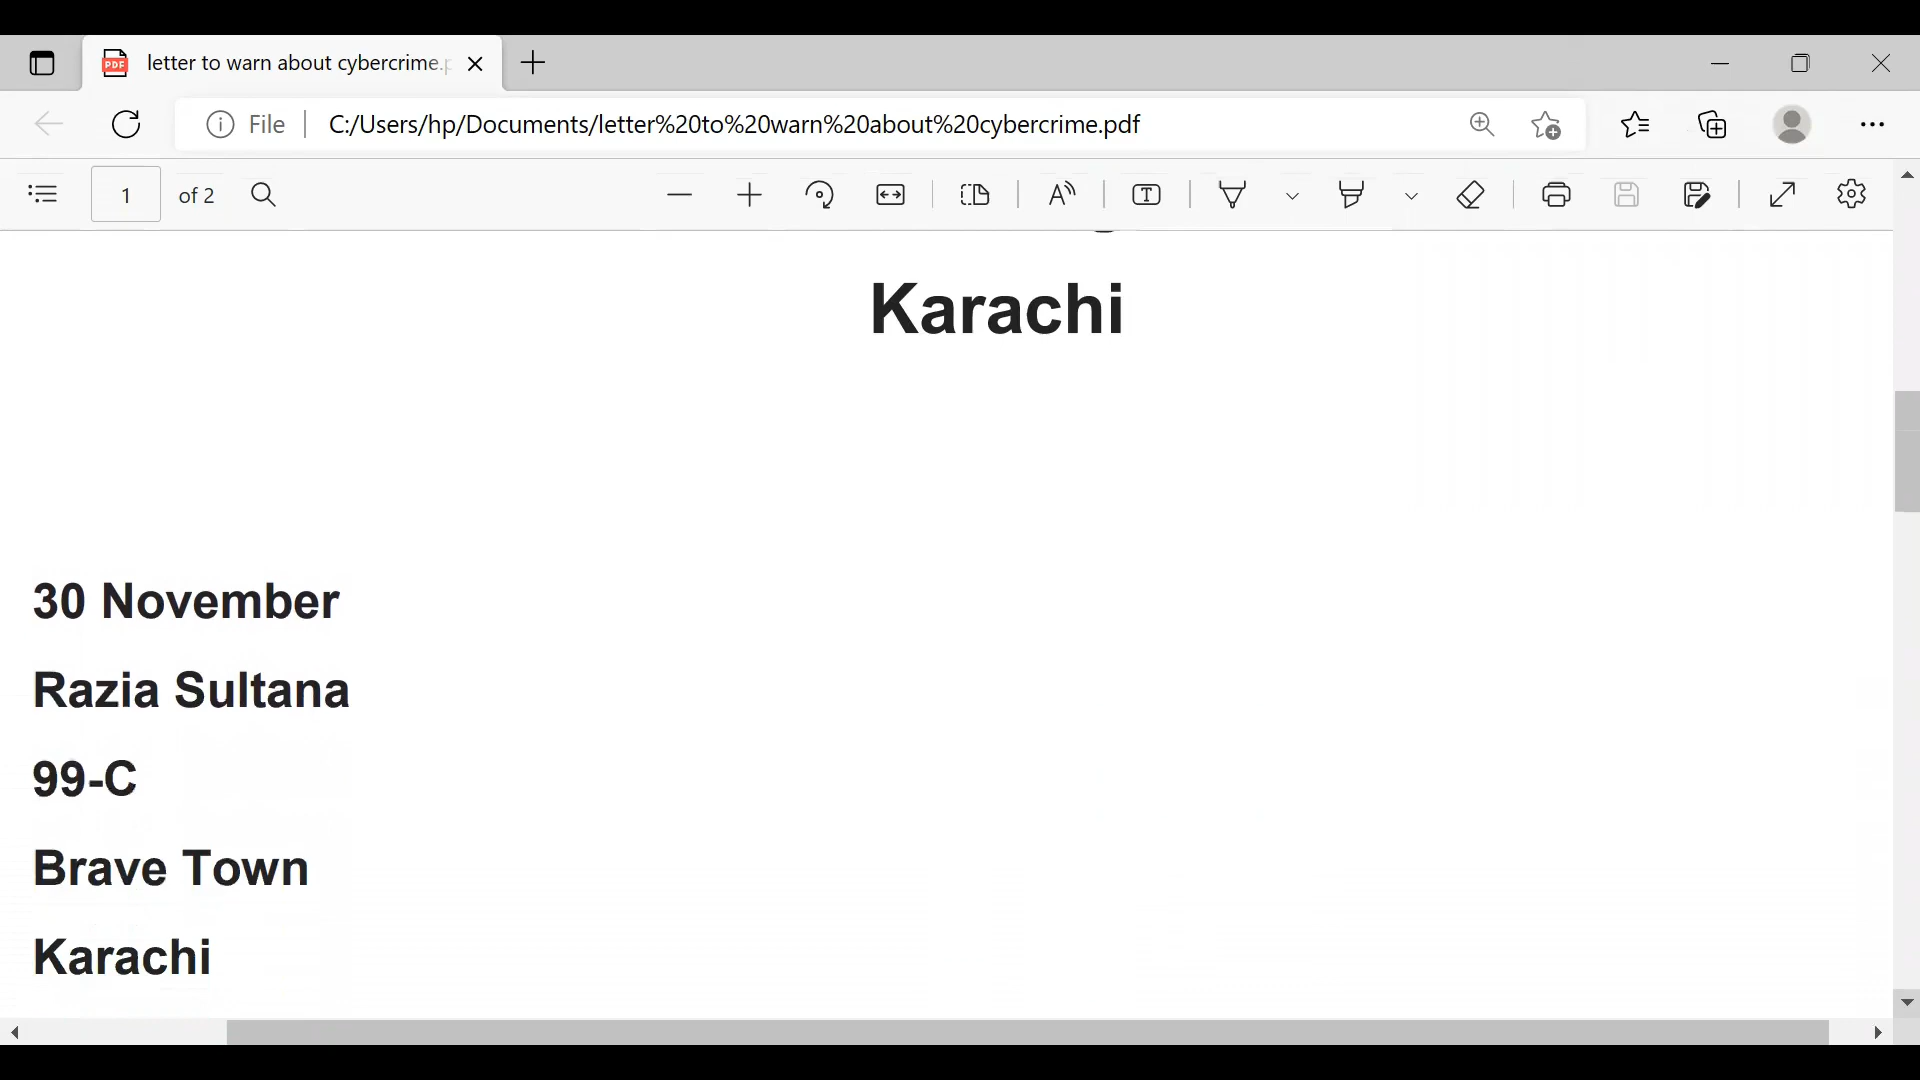 letter to warn about cybercrime.
File
C:/Users/hp/Documents/letter%20to%20warn%20about%20cybercrime.pdf
1 of 2
Karachi
30 November
Razia Sultana
99-C
Brave Town
Karachi